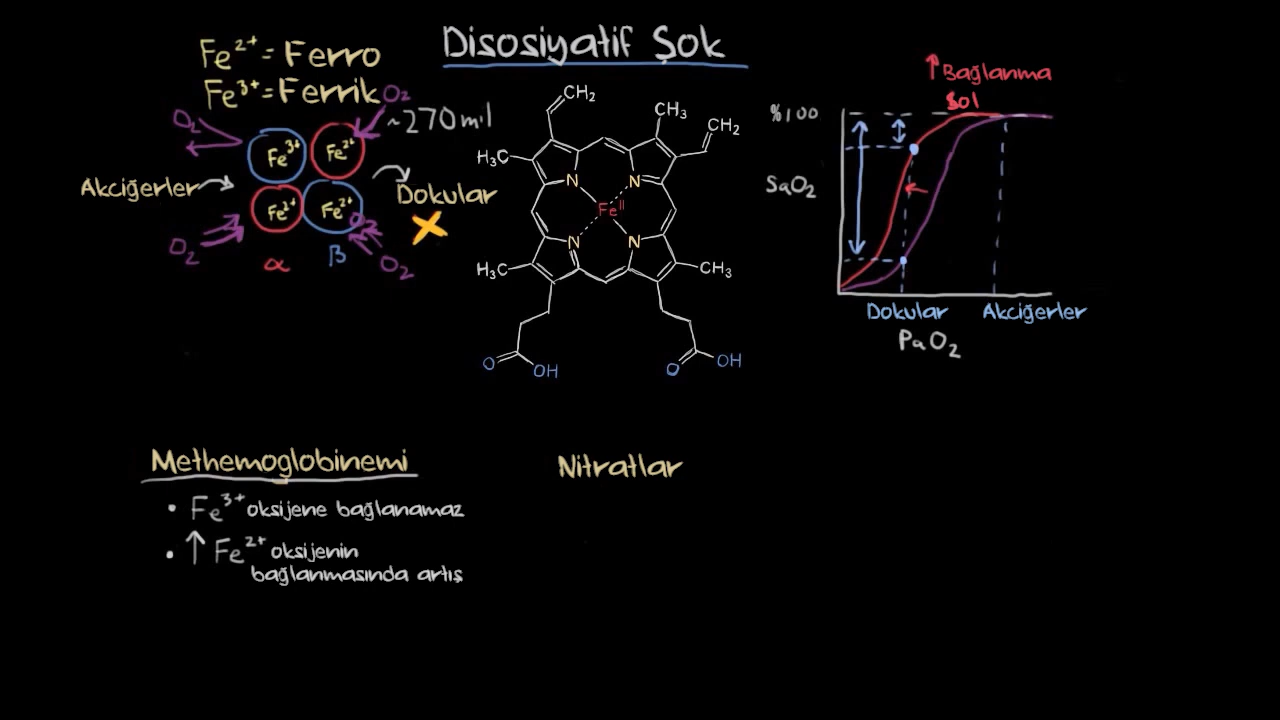 Disosiyatif Şok
Fe²⁺ = Ferro
Fe³⁺ = Ferrik
O₂
O₂
~270 mil
Fe³⁺
Fe²⁺
Akciğerler
Dokular
Fe²⁺
Fe²⁺
O₂
O₂
O₂
α
β
CH₂
CH₃
CH₂
H₃C
N
N
Feᴵᴵ
N
N
H₃C
CH₃
O
OH
O
OH
↑ Bağlanma
Sol
%100
SaO₂
Dokular
Akciğerler
PaO₂
Methemoglobinemi
• Fe³⁺ oksijene bağlanamaz
• ↑ Fe²⁺ oksijenin
bağlanmasında artış
Nitratlar